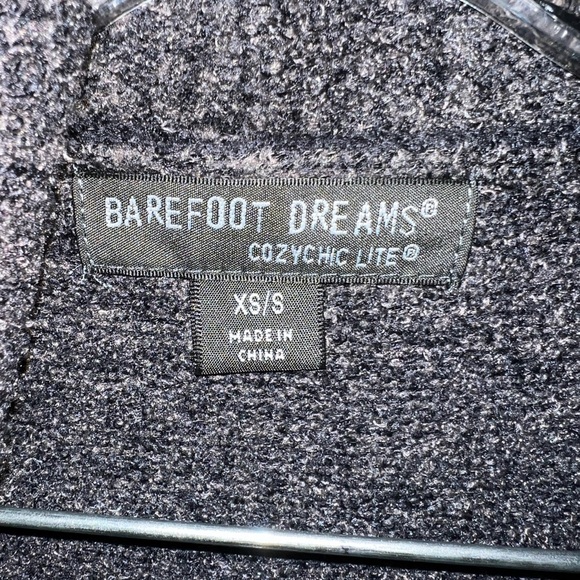 BAREFOOT DREAMS®
COZYCHIC LITE®
XS/S
MADE IN
CHINA